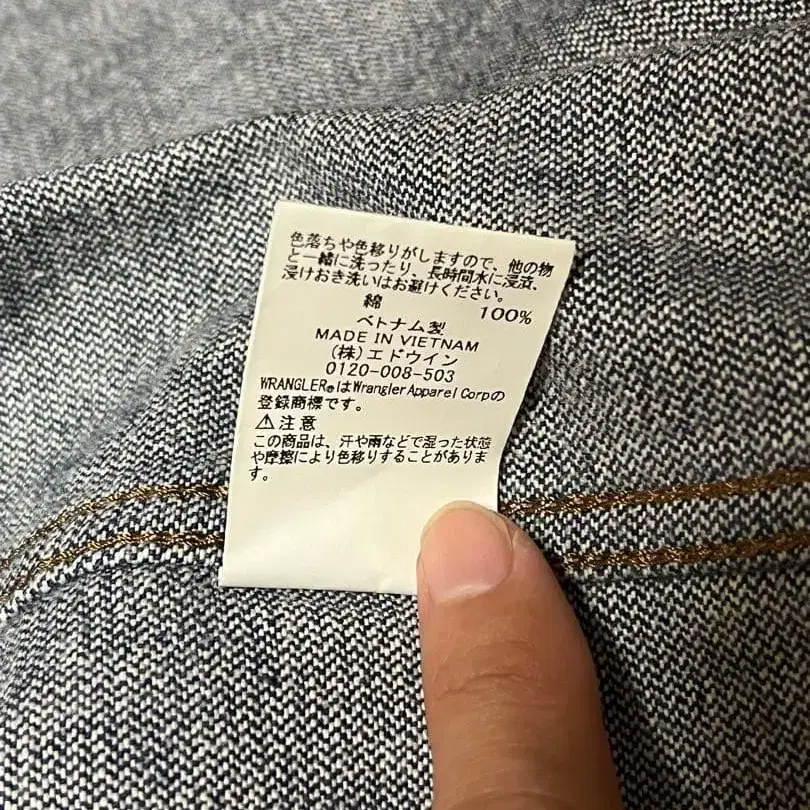 色落ちや色移りがしますので、他の物
と一緒に洗ったり、長時間水に浸漬、
浸けおき洗いはお避けください。
綿 100%
ベトナム製
MADE IN VIETNAM
(株)エドウイン
0120-008-503
WRANGLER®はWrangler Apparel Corpの
登録商標です。
⚠注意
この商品は、汗や雨などで湿った状態
や摩擦により色移りすることがありま
す。